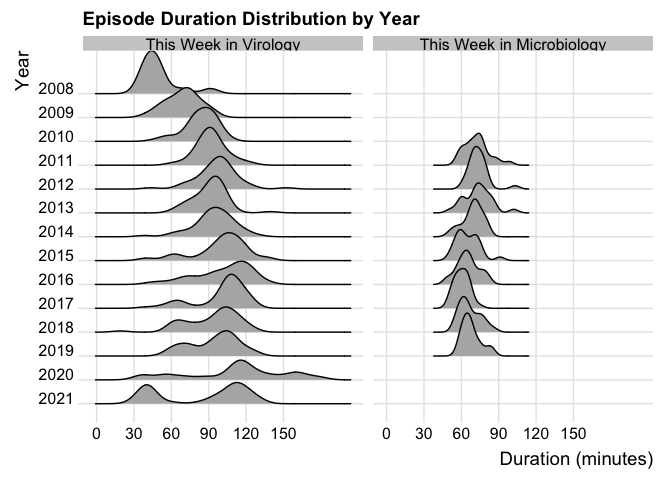 Episode Duration Distribution by Year
This Week in Virology
This Week in Microbiology
Year
2008
2009
2010
2011
2012
2013
2014
2015
2016
2017
2018
2019
2020
2021
0 30 60 90 120 150
0 30 60 90 120 150
Duration (minutes)